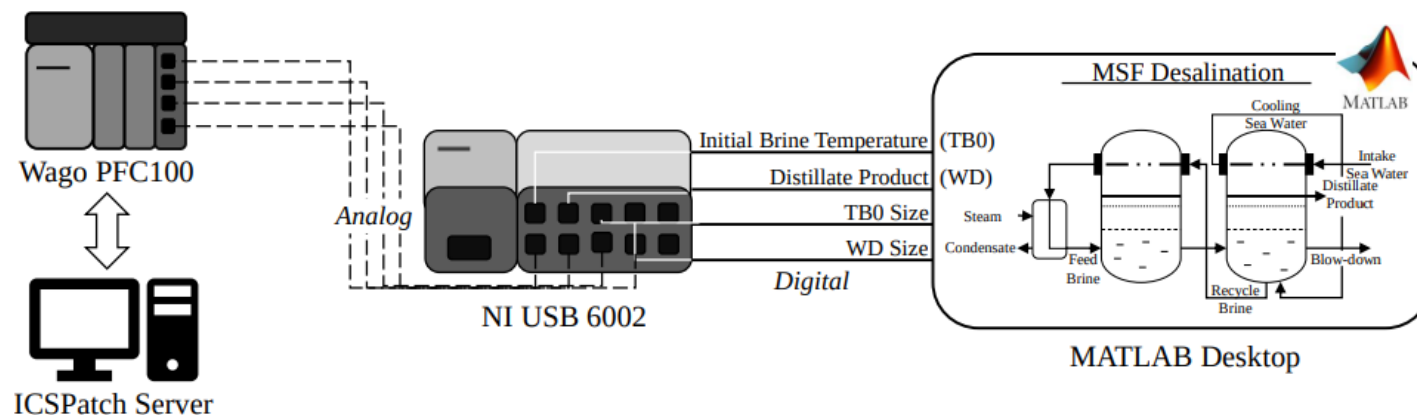 Wago PFC100
ICSPatch Server
Analog
NI USB 6002
Initial Brine Temperature (TB0)
Distillate Product (WD)
TB0 Size
WD Size
Digital
MSF Desalination
MATLAB
Cooling
Sea Water
Intake
Sea Water
Distillate
Product
Steam
Condensate
Feed
Brine
Recycle
Brine
Blow-down
MATLAB Desktop